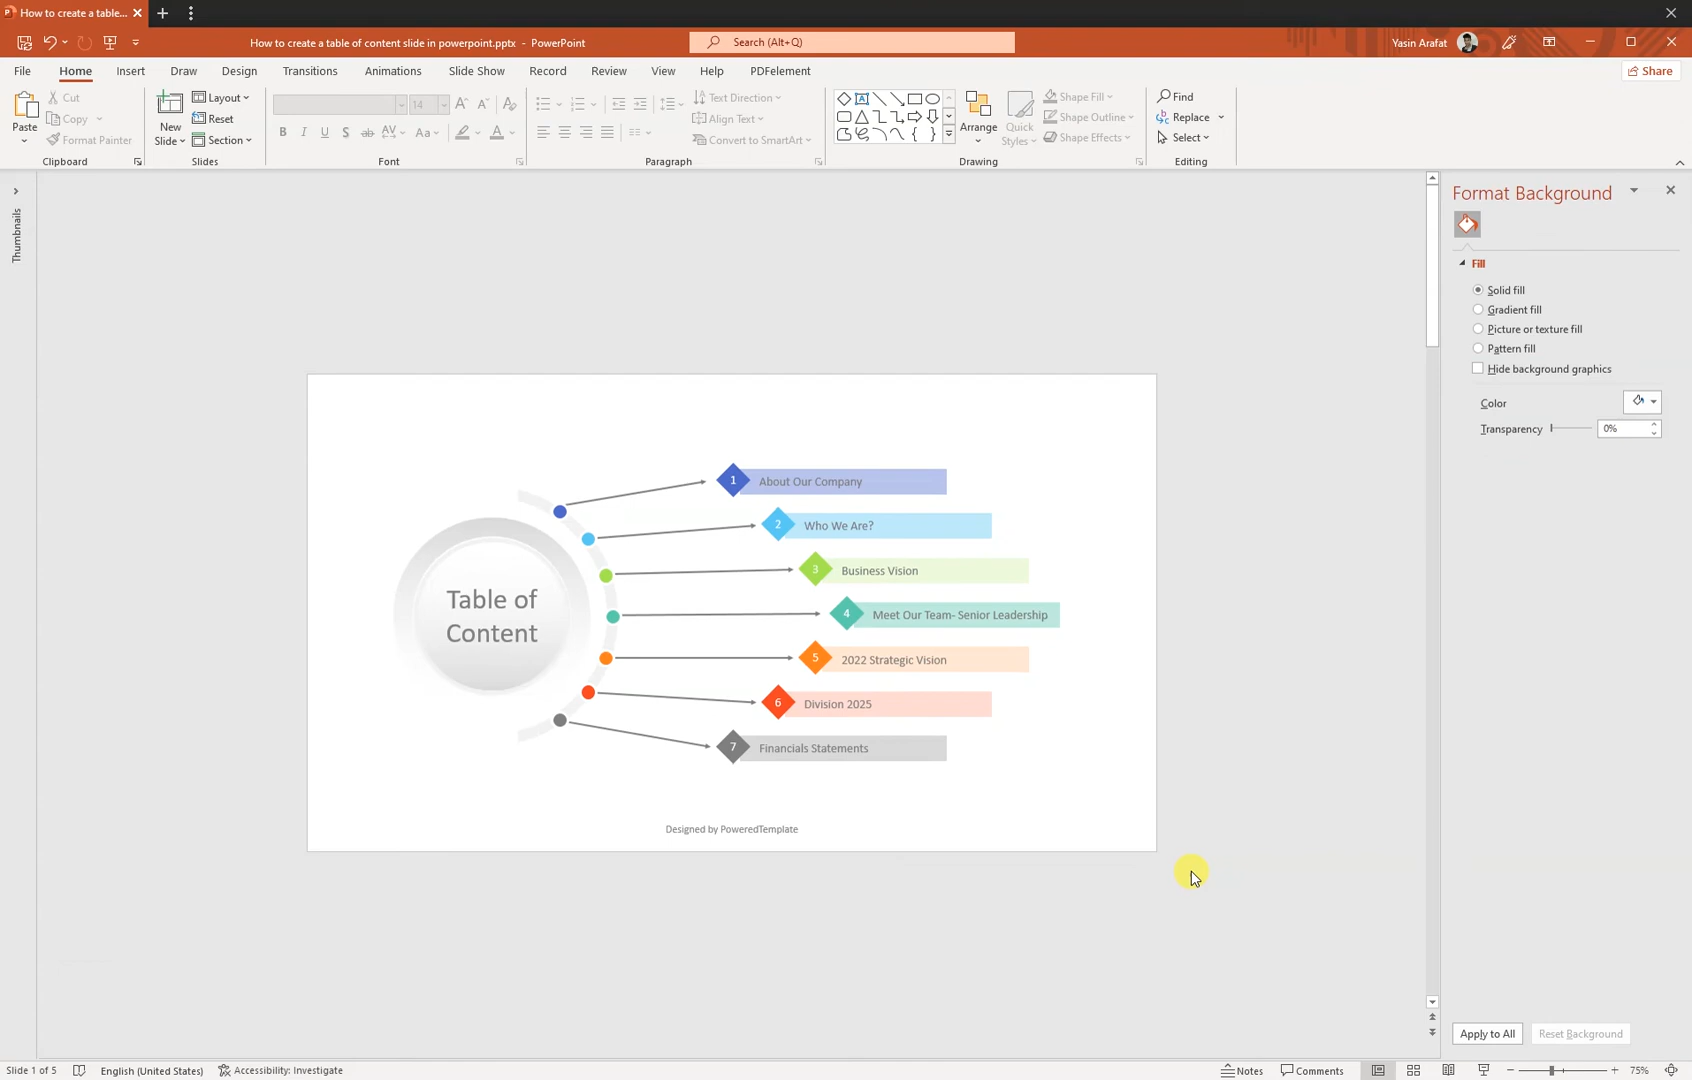 How to create a table...
How to create a table of content slide in powerpoint.pptx - PowerPoint
Search (Alt+Q)
Yasin Arafat
File Home Insert Draw Design Transitions Animations Slide Show Record Review View Help PDFelement
Share
Paste
Cut
Copy
Format Painter
Clipboard
New
Slide
Layout
Reset
Section
Slides
14
B I U S ab AV Aa A
Font
Paragraph
Text Direction
Align Text
Convert to SmartArt
Arrange
Quick
Styles
Shape Fill
Shape Outline
Shape Effects
Drawing
Find
Replace
Select
Editing
Thumbnails
Table of
Content
1 About Our Company
2 Who We Are?
3 Business Vision
4 Meet Our Team- Senior Leadership
5 2022 Strategic Vision
6 Division 2025
7 Financials Statements
Designed by PoweredTemplate
Format Background
Fill
Solid fill
Gradient fill
Picture or texture fill
Pattern fill
Hide background graphics
Color
Transparency 0%
Apply to All
Reset Background
Slide 1 of 5
English (United States)
Accessibility: Investigate
Notes
Comments
75%